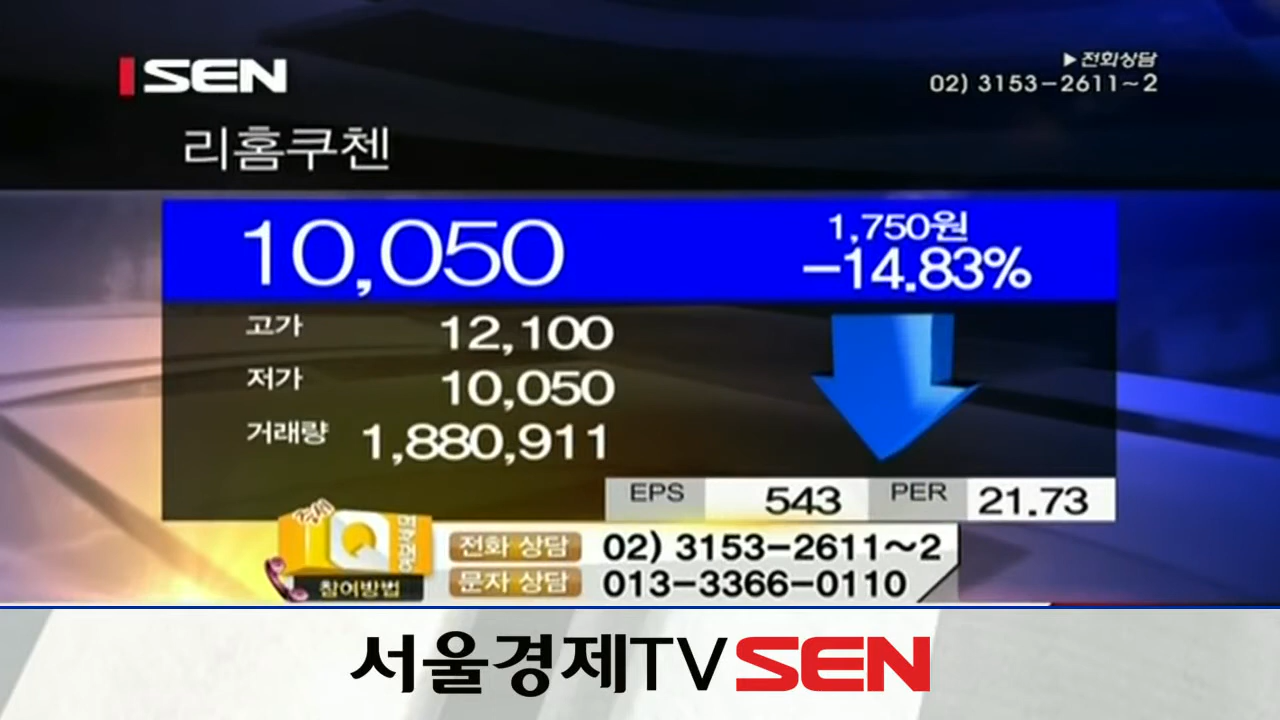 SEN
▶전화상담
02) 3153-2611~2
리홈쿠첸
10,050
1,750원
-14.83%
고가 12,100
저가 10,050
거래량 1,880,911
EPS 543 PER 21.73
Q
참여방법
전화 상담 02) 3153-2611~2
문자 상담 013-3366-0110
서울경제TV SEN